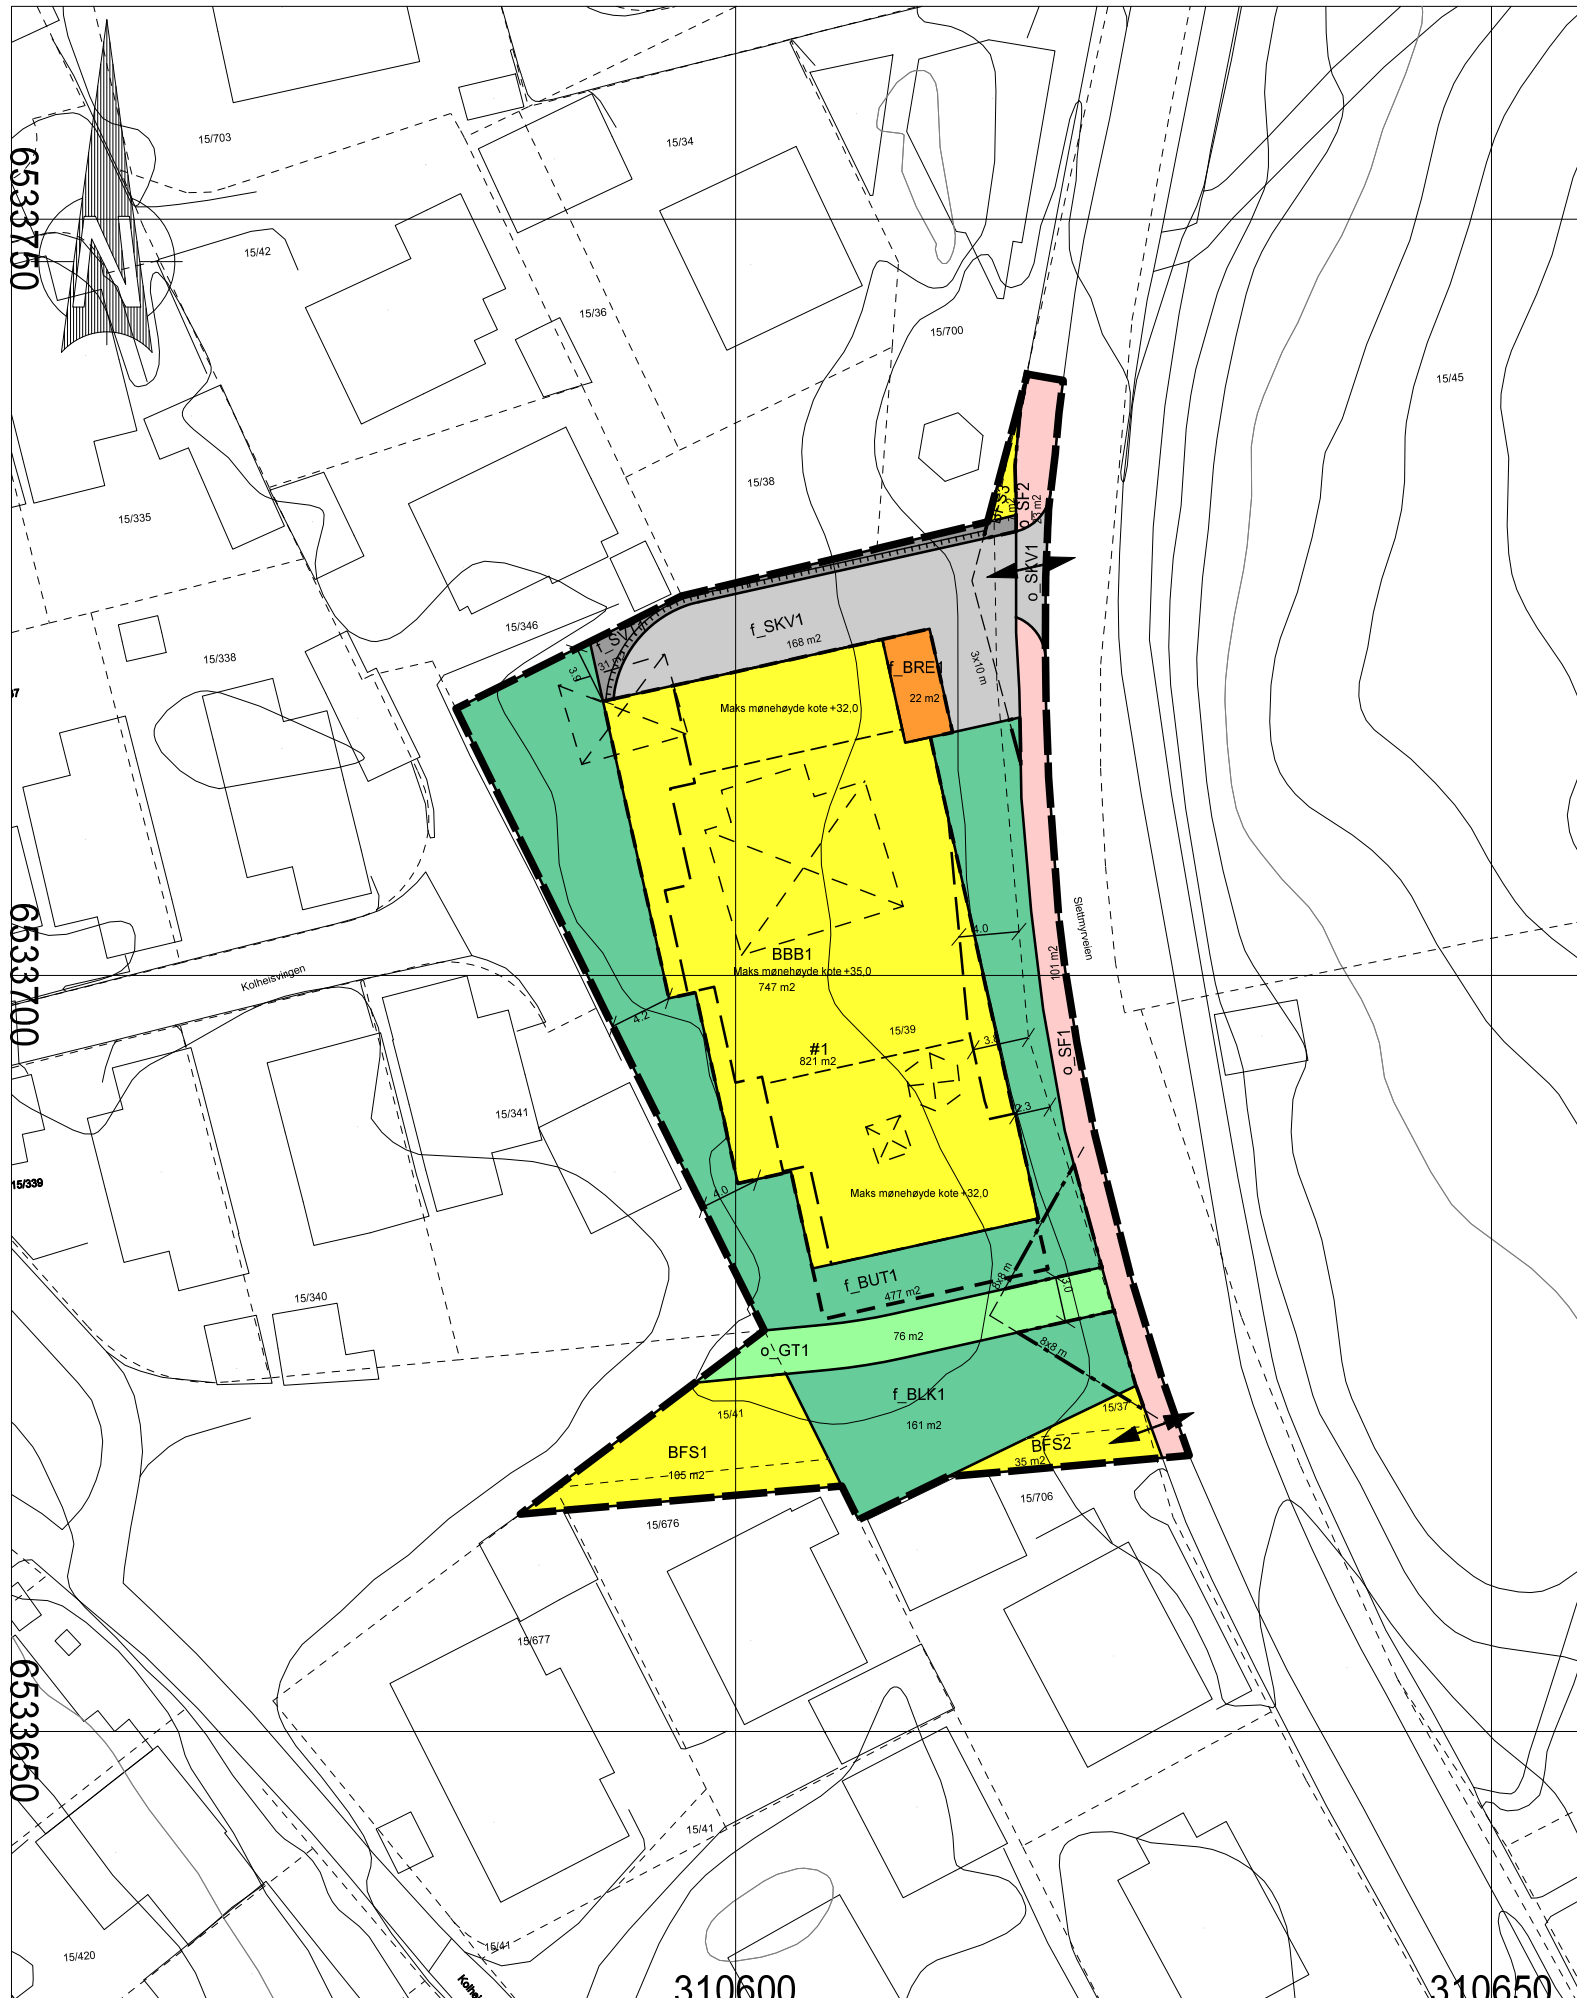 15/703
15/34
N
6533750
15/42
15/36
15/700
15/45
15/38
15/335
BFS3
o_SF2
o_SKV1
f_SKV1
168 m2
15/346
15/338
3.9
f_BRE1
22 m2
3x10 m
Maks mønehøyde kote +32,0
Slettmyrveien
4.0
101 m2
BBB1
Maks mønehøyde kote +35,0
747 m2
Kolheisvingen
6533700
4.2
15/39
#1
821 m2
o_SF1
15/341
2.3
15/339
4.0
Maks mønehøyde kote +32,0
f_BUT1
477 m2
8x8 m
3.0
15/340
76 m2
o_GT1
8x8 m
f_BLK1
161 m2
15/41
15/37
BFS1
105 m2
BFS2
35 m2
15/706
15/676
15/677
6533650
15/41
15/41
15/420
310600
310650